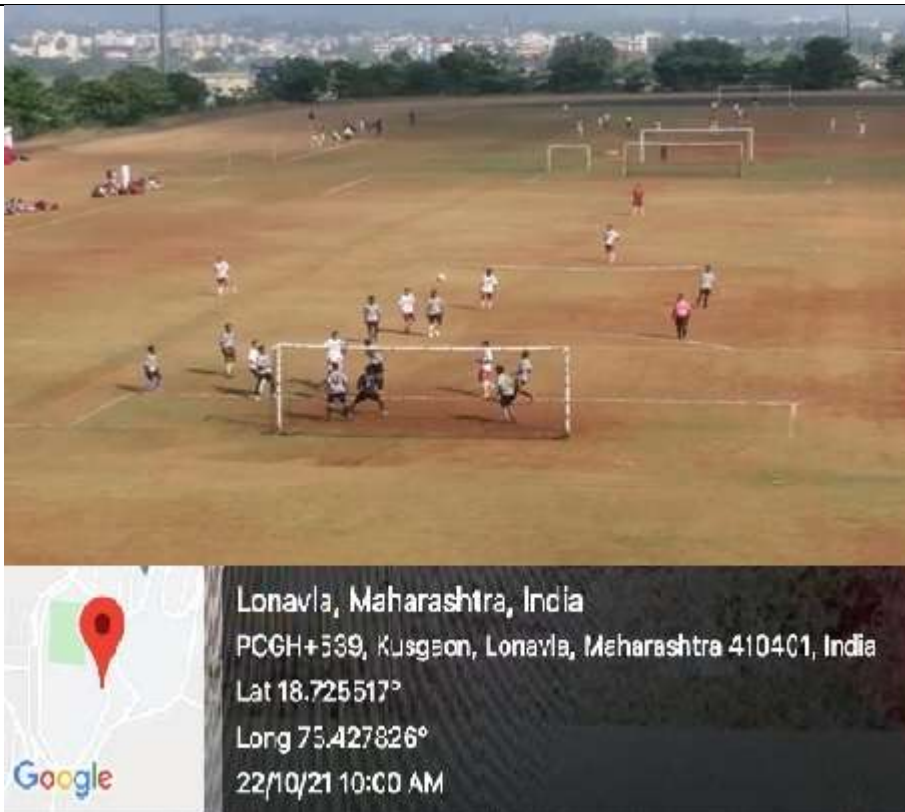 Lonavla, Maharashtra, India
PCGH+539, Kusgaon, Lonavla, Maharashtra 410401, India
Lat 18.725517°
Long 73.427826°
22/10/21 10:00 AM
Google